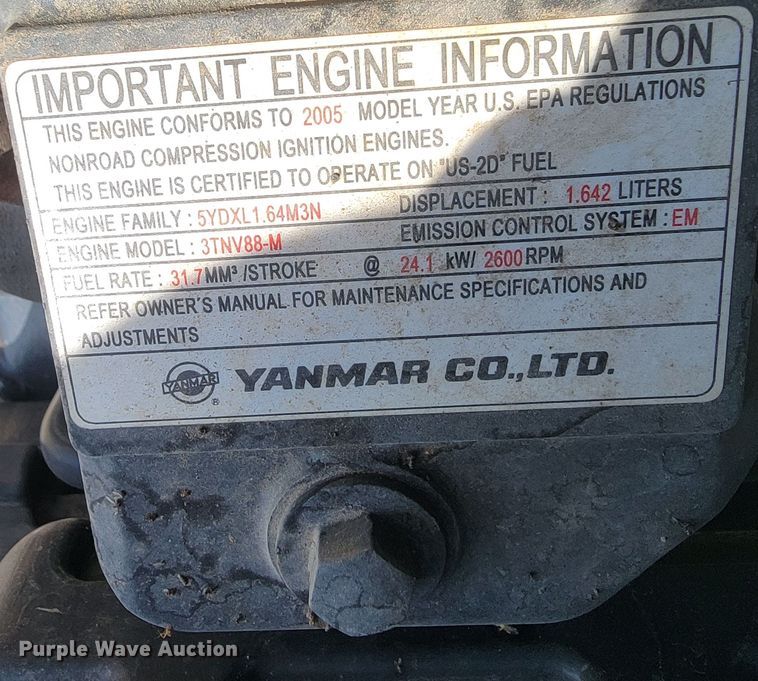 IMPORTANT ENGINE INFORMATION
THIS ENGINE CONFORMS TO 2005 MODEL YEAR U.S. EPA REGULATIONS
NONROAD COMPRESSION IGNITION ENGINES.
THIS ENGINE IS CERTIFIED TO OPERATE ON "US-2D" FUEL
ENGINE FAMILY : 5YDXL1.64M3N DISPLACEMENT : 1.642 LITERS
ENGINE MODEL : 3TNV88-M EMISSION CONTROL SYSTEM : EM
FUEL RATE : 31.7MM³ /STROKE @ 24.1 kW/ 2600RPM
REFER OWNER'S MANUAL FOR MAINTENANCE SPECIFICATIONS AND
ADJUSTMENTS
YANMAR ® YANMAR CO.,LTD.
Purple Wave Auction